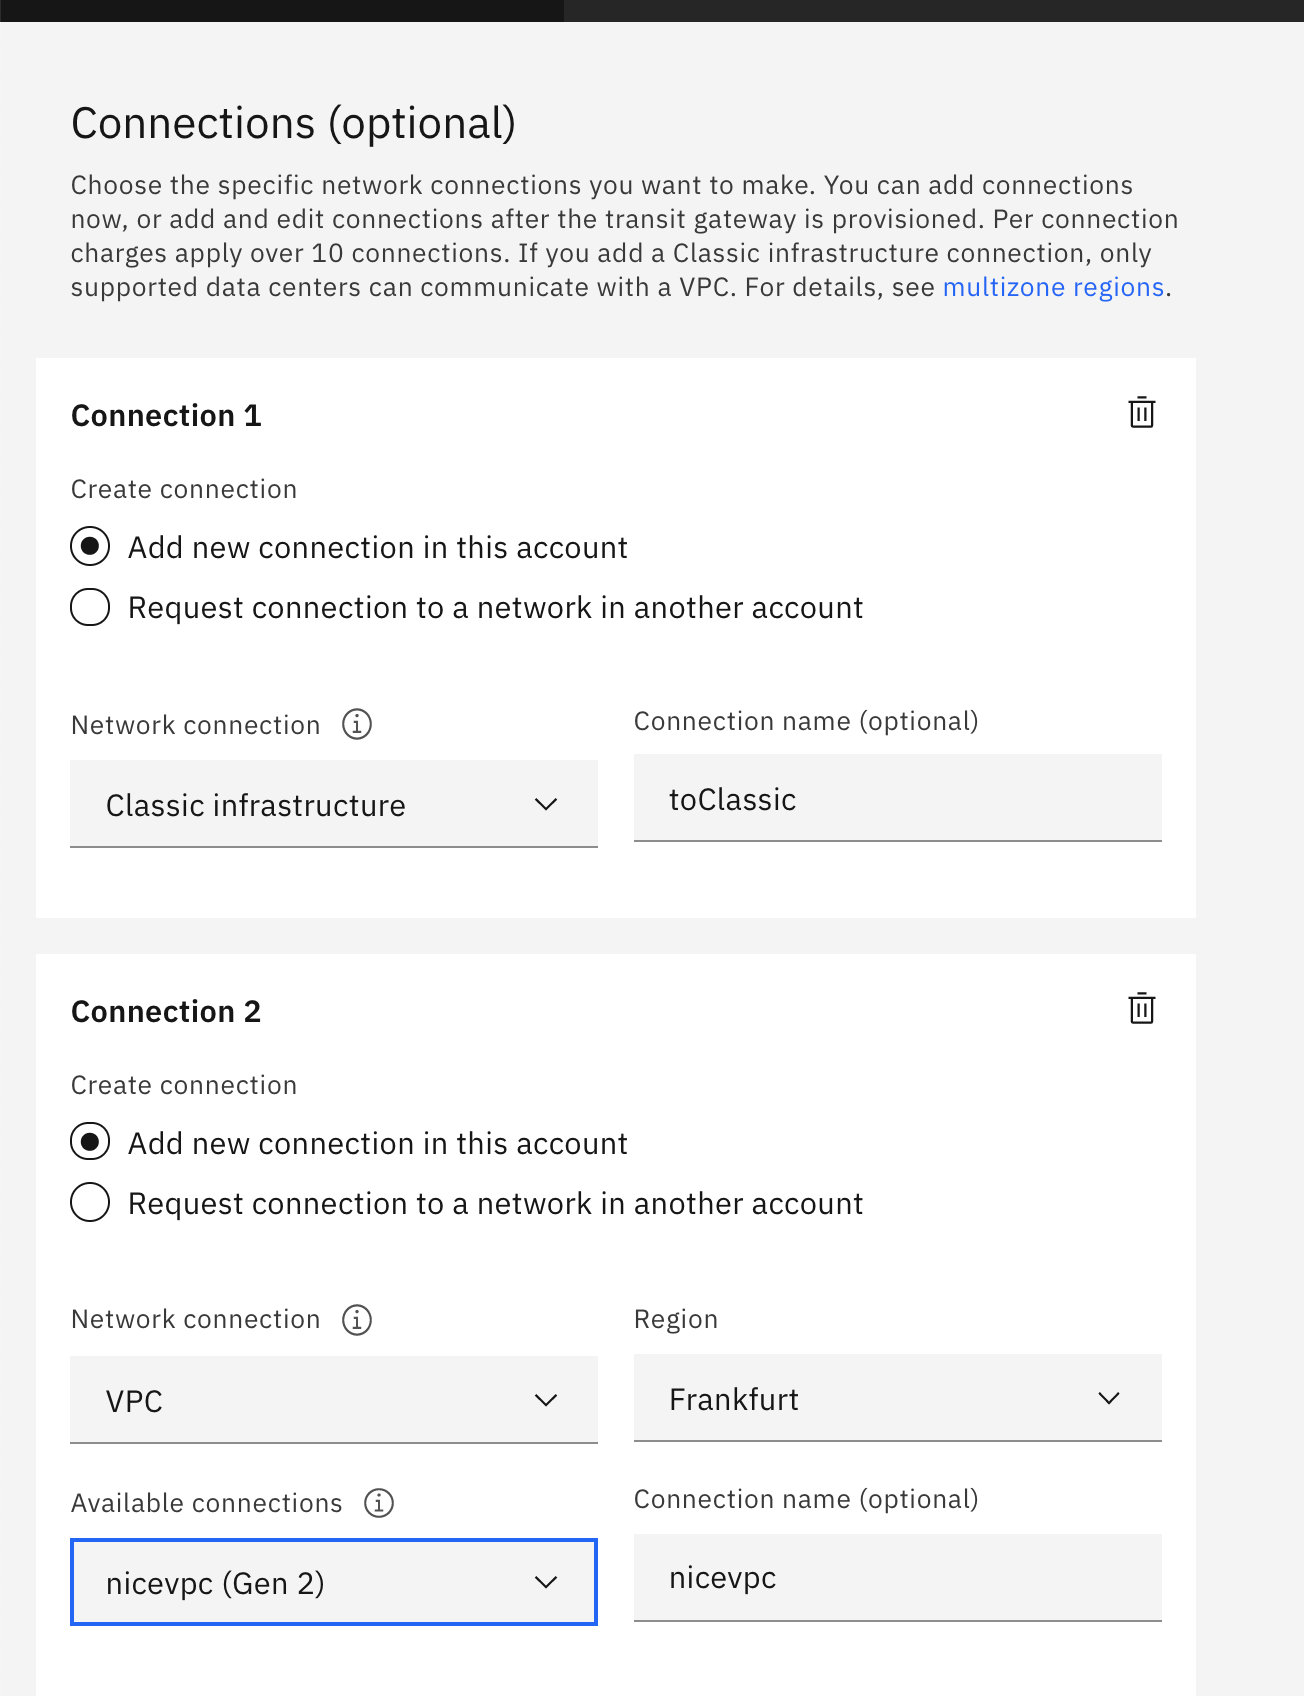 Connections (optional)
Choose the specific network connections you want to make. You can add connections
now, or add and edit connections after the transit gateway is provisioned. Per connection
charges apply over 10 connections. If you add a Classic infrastructure connection, only
supported data centers can communicate with a VPC. For details, see multizone regions.
Connection 1
Create connection
Add new connection in this account
Request connection to a network in another account
Network connection
Connection name (optional)
Classic infrastructure
toClassic
Connection 2
Create connection
Add new connection in this account
Request connection to a network in another account
Network connection
Region
VPC
Frankfurt
Available connections
Connection name (optional)
nicevpc (Gen 2)
nicevpc